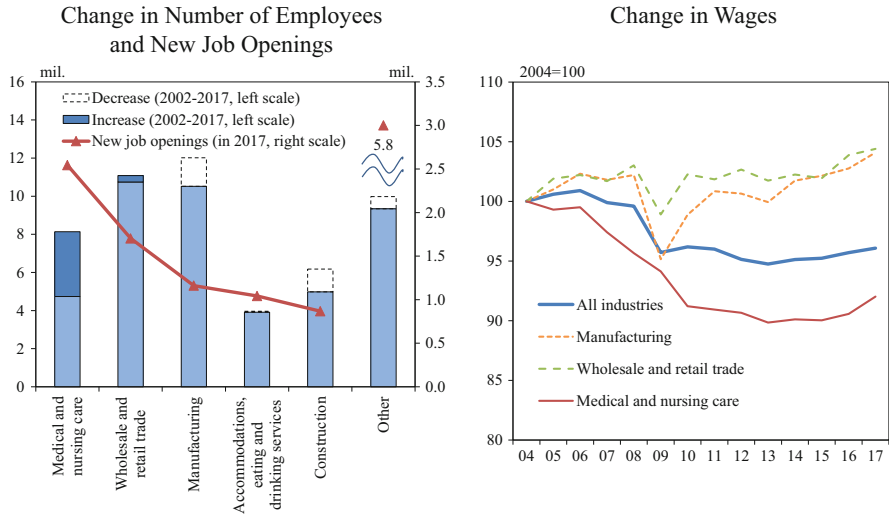 Change in Number of Employees
and New Job Openings
mil.
mil.
16
14
12
10
8
6
4
2
0
3.5
3.0
2.5
2.0
1.5
1.0
0.5
0.0
Decrease (2002-2017, left scale)
Increase (2002-2017, left scale)
New job openings (in 2017, right scale)
5.8
Medical and
nursing care
Wholesale and
retail trade
Manufacturing
Accommodations,
eating and
drinking services
Construction
Other
Change in Wages
2004=100
110
105
100
95
90
85
80
All industries
Manufacturing
Wholesale and retail trade
Medical and nursing care
04 05 06 07 08 09 10 11 12 13 14 15 16 17